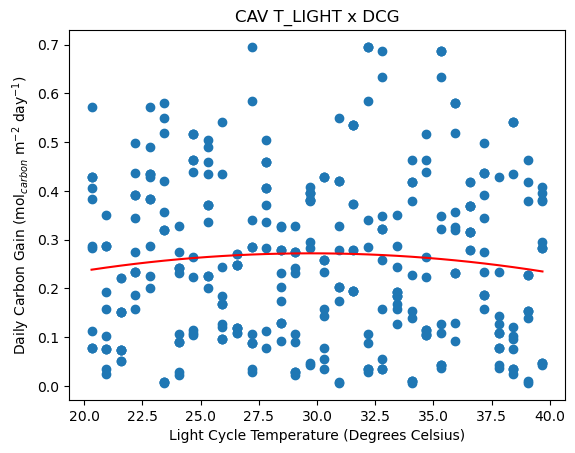 CAV T_LIGHT x DCG
Daily Carbon Gain (mol_carbon m^−2 day^−1)
0.7
0.6
0.5
0.4
0.3
0.2
0.1
0.0
20.0 22.5 25.0 27.5 30.0 32.5 35.0 37.5 40.0
Light Cycle Temperature (Degrees Celsius)